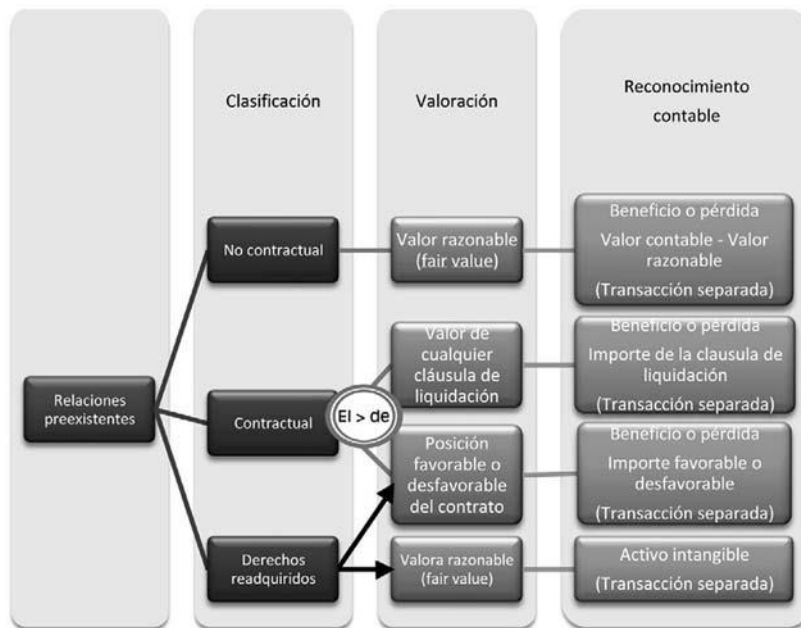 Clasificación
Valoración
Reconocimiento
contable
No contractual
Valor razonable
(fair value)
Beneficio o pérdida
Valor contable - Valor
razonable
(Transacción separada)
Relaciones
preexistentes
Contractual
El > de
Valor de
cualquier
cláusula de
liquidación
Beneficio o pérdida
Importe de la clausula de
liquidación
(Transacción separada)
Posición
favorable o
desfavorable
del contrato
Beneficio o pérdida
Importe favorable o
desfavorable
(Transacción separada)
Derechos
readquiridos
Valora razonable
(fair value)
Activo intangible
(Transacción separada)